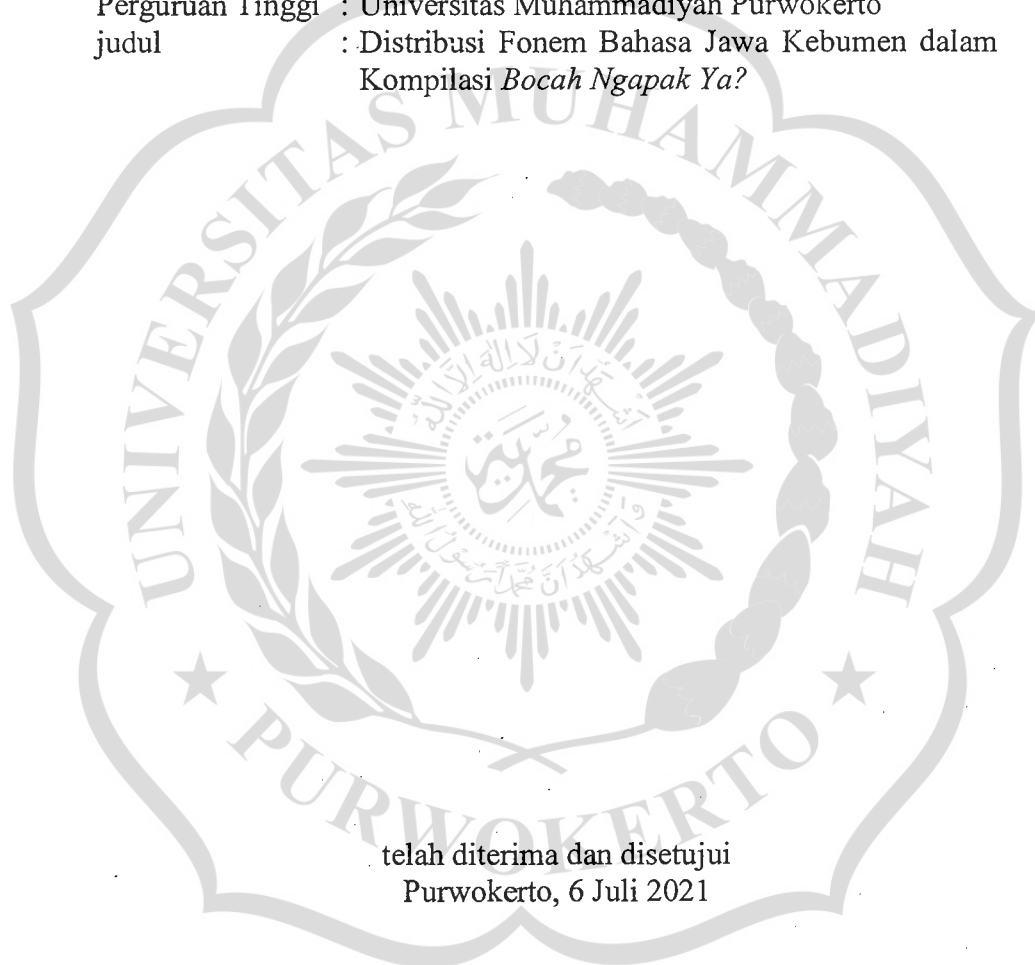 Perguruan Tinggi : Universitas Muhammadiyah Purwokerto
judul : Distribusi Fonem Bahasa Jawa Kebumen dalam
Kompilasi Bocah Ngapak Ya?
UNIVERSITAS MUHAMMADIYAH
محمدية
★ PURWOKERTO ★
telah diterima dan disetujui
Purwokerto, 6 Juli 2021